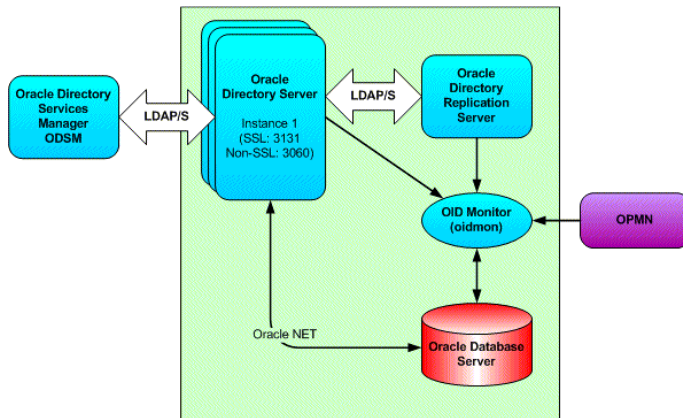 Oracle Directory
Services
Manager
ODSM
LDAP/S
Oracle
Directory Server
Instance 1
(SSL: 3131
Non-SSL: 3060)
LDAP/S
Oracle
Directory
Replication
Server
OID Monitor
(oidmon)
OPMN
Oracle NET
Oracle Database
Server